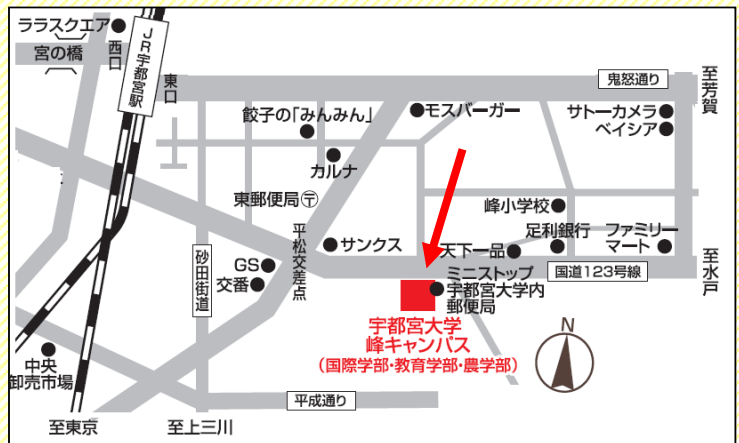 ララスクエア
宮の橋
西口
JR宇都宮駅
東口
鬼怒通り
至芳賀
餃子の「みんみん」
モスバーガー
サトーカメラ
ベイシア
カルナ
東郵便局〒
峰小学校
平松交差点
サンクス
天下一品
足利銀行
ファミリー
マート
至水戸
砂田街道
GS
交番
国道123号線
ミニストップ
宇都宮大学内
郵便局
宇都宮大学
峰キャンパス
(国際学部・教育学部・農学部)
N
中央
卸売市場
平成通り
至東京
至上三川